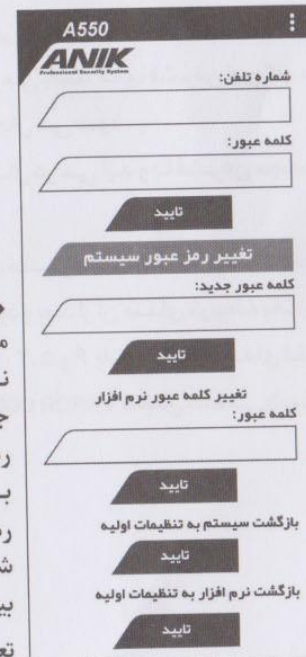 A550
ANIK
Professional Security System
شماره تلفن:
کلمه عبور:
تایید
تغییر رمز عبور سیستم
کلمه عبور جدید:
تایید
تغییر کلمه عبور نرم افزار
کلمه عبور:
تایید
بازگشت سیستم به تنظیمات اولیه
تایید
بازگشت نرم افزار به تنظیمات اولیه
تایید